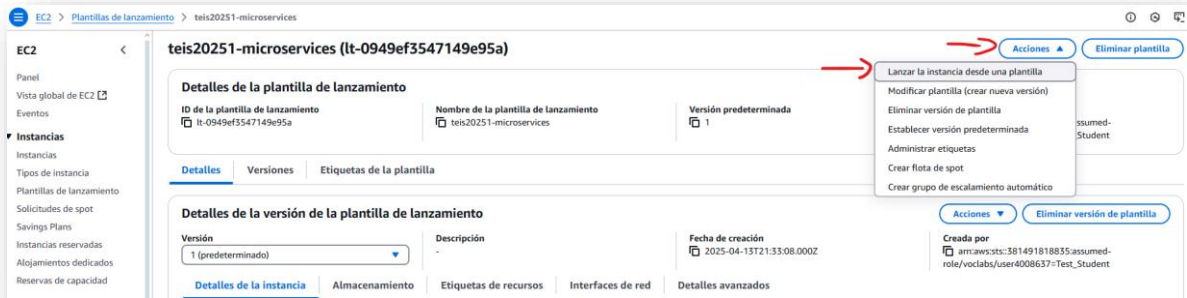 EC2 > Plantillas de lanzamiento > teis20251-microservices
EC2
Panel
Vista global de EC2
Eventos
Instancias
Instancias
Tipos de instancia
Plantillas de lanzamiento
Solicitudes de spot
Savings Plans
Instancias reservadas
Alojamientos dedicados
Reservas de capacidad
teis20251-microservices (lt-0949ef3547149e95a)
Acciones
Eliminar plantilla
Lanzar la instancia desde una plantilla
Modificar plantilla (crear nueva versión)
Eliminar versión de plantilla
Establecer versión predeterminada
Administrar etiquetas
Crear flota de spot
Crear grupo de escalamiento automático
Detalles de la plantilla de lanzamiento
ID de la plantilla de lanzamiento
lt-0949ef3547149e95a
Nombre de la plantilla de lanzamiento
teis20251-microservices
Versión predeterminada
1
assumed-
Student
Detalles Versiones Etiquetas de la plantilla
Detalles de la versión de la plantilla de lanzamiento
Acciones
Eliminar versión de plantilla
Versión
1 (predeterminado)
Descripción
-
Fecha de creación
2025-04-13T21:33:08.000Z
Creada por
arn:aws:sts::381491818835:assumed-
role/voclabs/user4008637=Test_Student
Detalles de la instancia Almacenamiento Etiquetas de recursos Interfaces de red Detalles avanzados